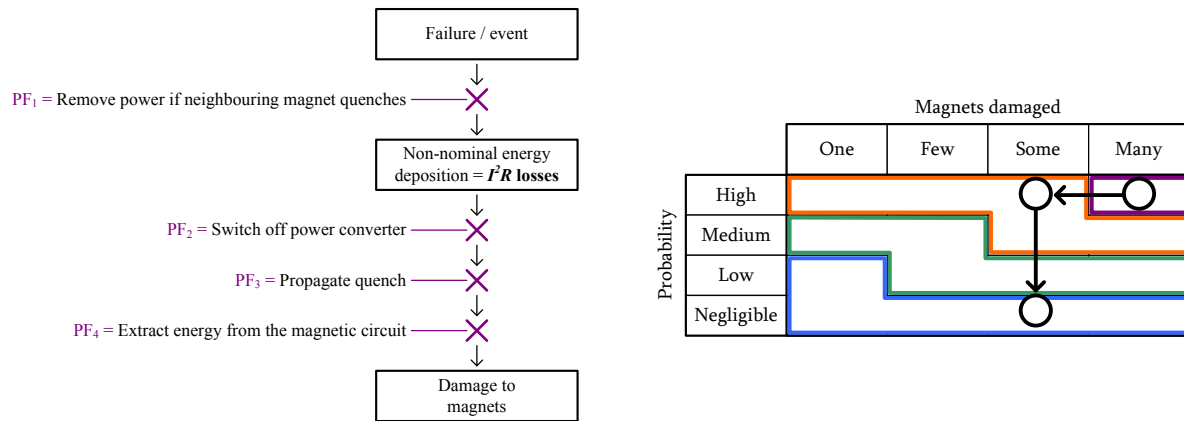 Failure / event
PF₁ = Remove power if neighbouring magnet quenches
Non-nominal energy
deposition = I²R losses
PF₂ = Switch off power converter
PF₃ = Propagate quench
PF₄ = Extract energy from the magnetic circuit
Damage to
magnets
Magnets damaged
One Few Some Many
Probability
High
Medium
Low
Negligible